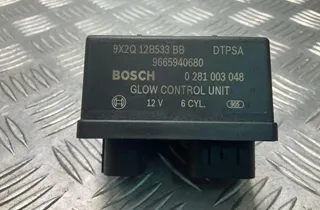 9X2Q 12B533 BB DTPSA
9665940680
BOSCH 0 281 003 048
GLOW CONTROL UNIT
12 V 6 CYL.